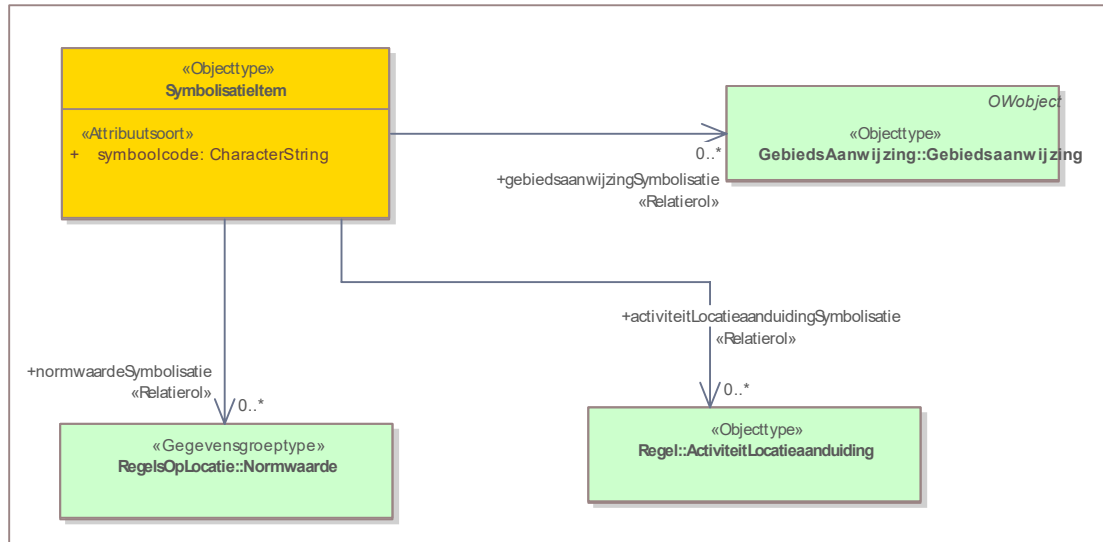 «Objecttype»
SymbolisatieItem
«Attribuutsoort»
+ symboolcode: CharacterString
OWobject
«Objecttype»
GebiedsAanwijzing::Gebiedsaanwijzing
0..*
+gebiedsaanwijzingSymbolisatie
«Relatierol»
+activiteitLocatieaanduidingSymbolisatie
«Relatierol»
0..*
+normwaardeSymbolisatie
«Relatierol»
0..*
«Gegevensgroeptype»
RegelsOpLocatie::Normwaarde
«Objecttype»
Regel::ActiviteitLocatieaanduiding